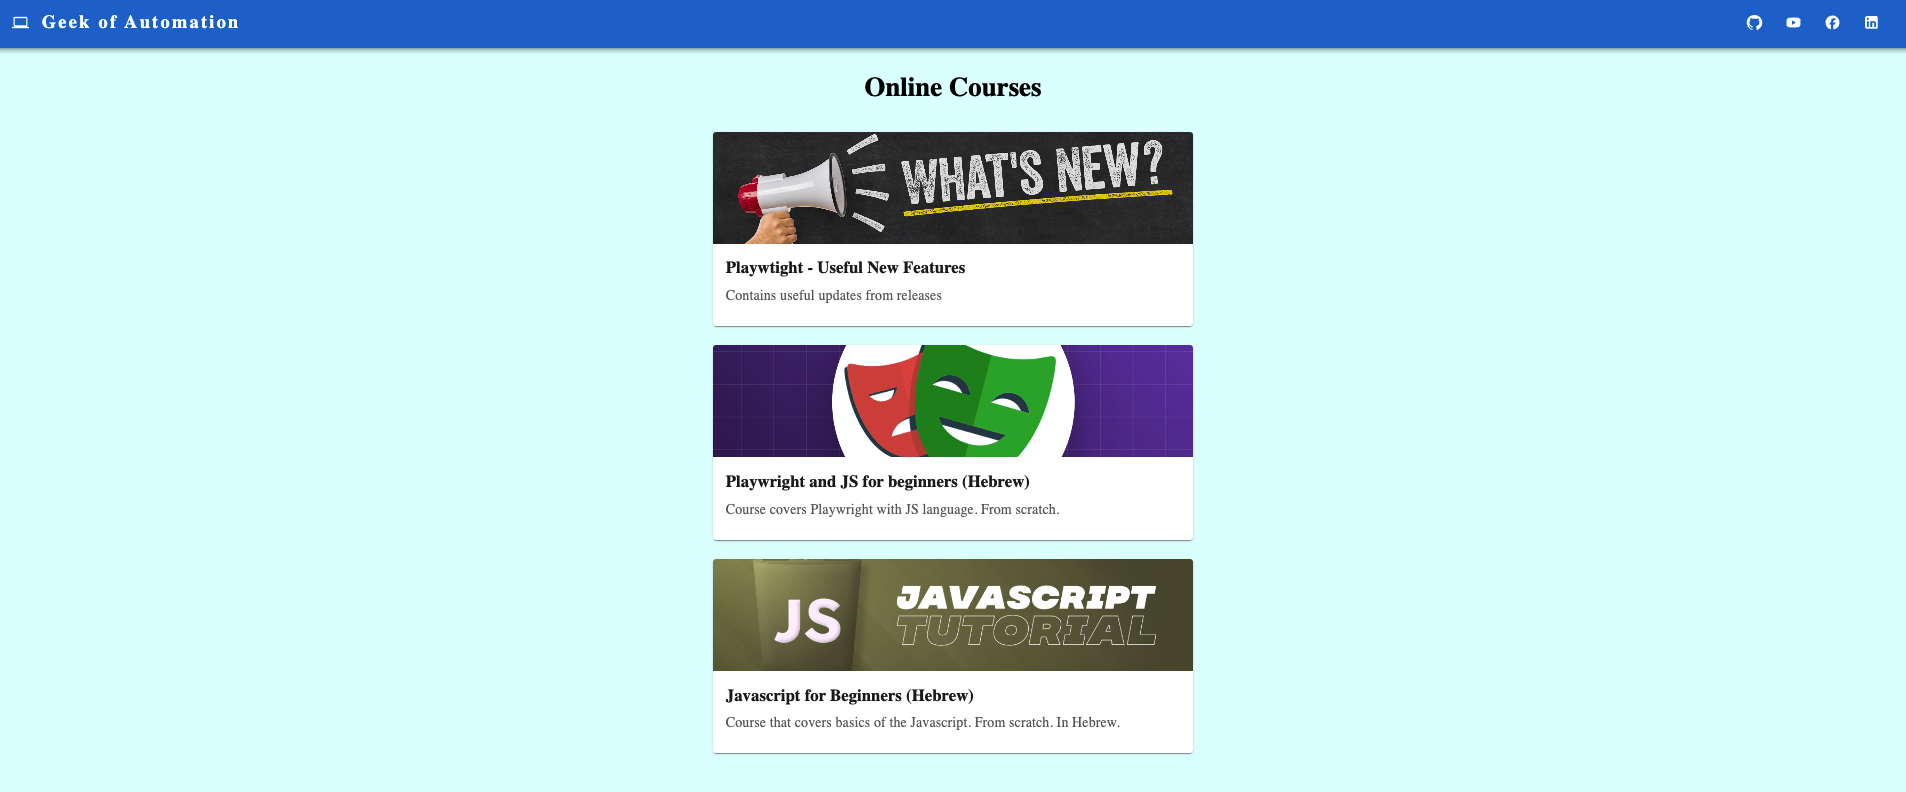 Geek of Automation
Online Courses
WHAT'S NEW?
Playwtight - Useful New Features
Contains useful updates from releases
Playwright and JS for beginners (Hebrew)
Course covers Playwright with JS language. From scratch.
JS
JAVASCRIPT
TUTORIAL
Javascript for Beginners (Hebrew)
Course that covers basics of the Javascript. From scratch. In Hebrew.